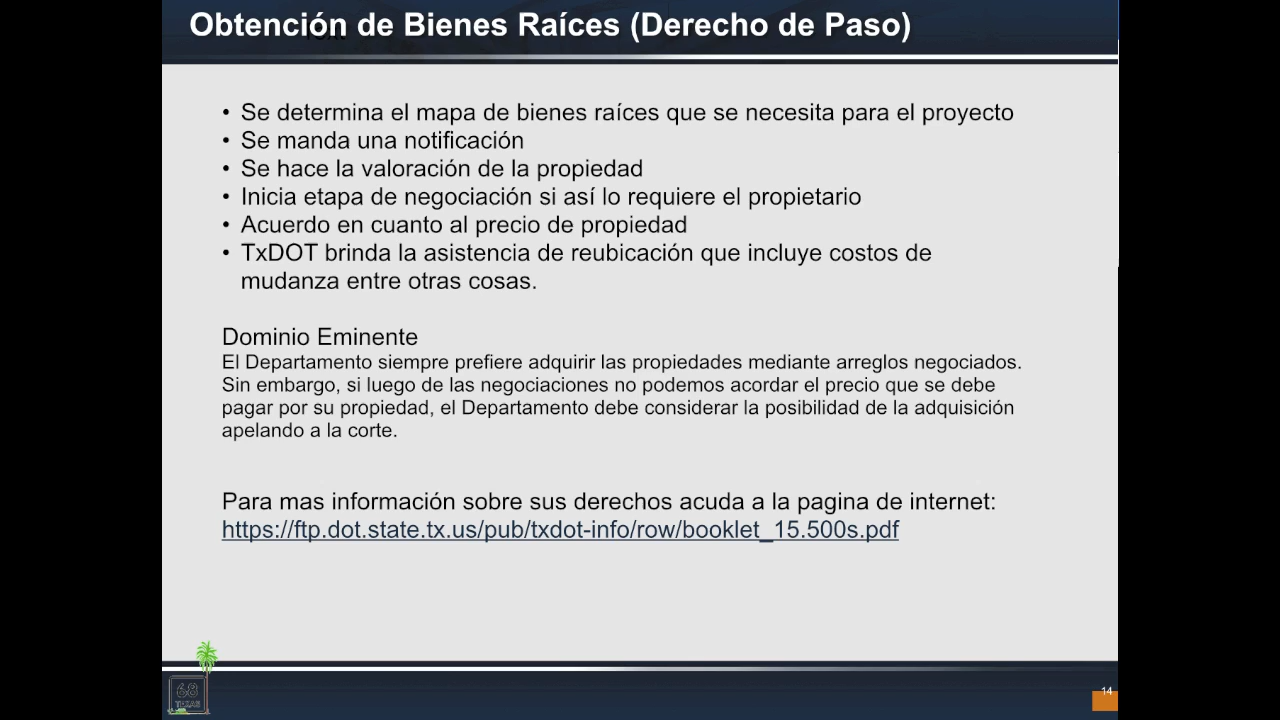 Obtención de Bienes Raíces (Derecho de Paso)
• Se determina el mapa de bienes raíces que se necesita para el proyecto
• Se manda una notificación
• Se hace la valoración de la propiedad
• Inicia etapa de negociación si así lo requiere el propietario
• Acuerdo en cuanto al precio de propiedad
• TxDOT brinda la asistencia de reubicación que incluye costos de
mudanza entre otras cosas.
Dominio Eminente
El Departamento siempre prefiere adquirir las propiedades mediante arreglos negociados.
Sin embargo, si luego de las negociaciones no podemos acordar el precio que se debe
pagar por su propiedad, el Departamento debe considerar la posibilidad de la adquisición
apelando a la corte.
Para mas información sobre sus derechos acuda a la pagina de internet:
https://ftp.dot.state.tx.us/pub/txdot-info/row/booklet_15.500s.pdf
68
TEXAS
14